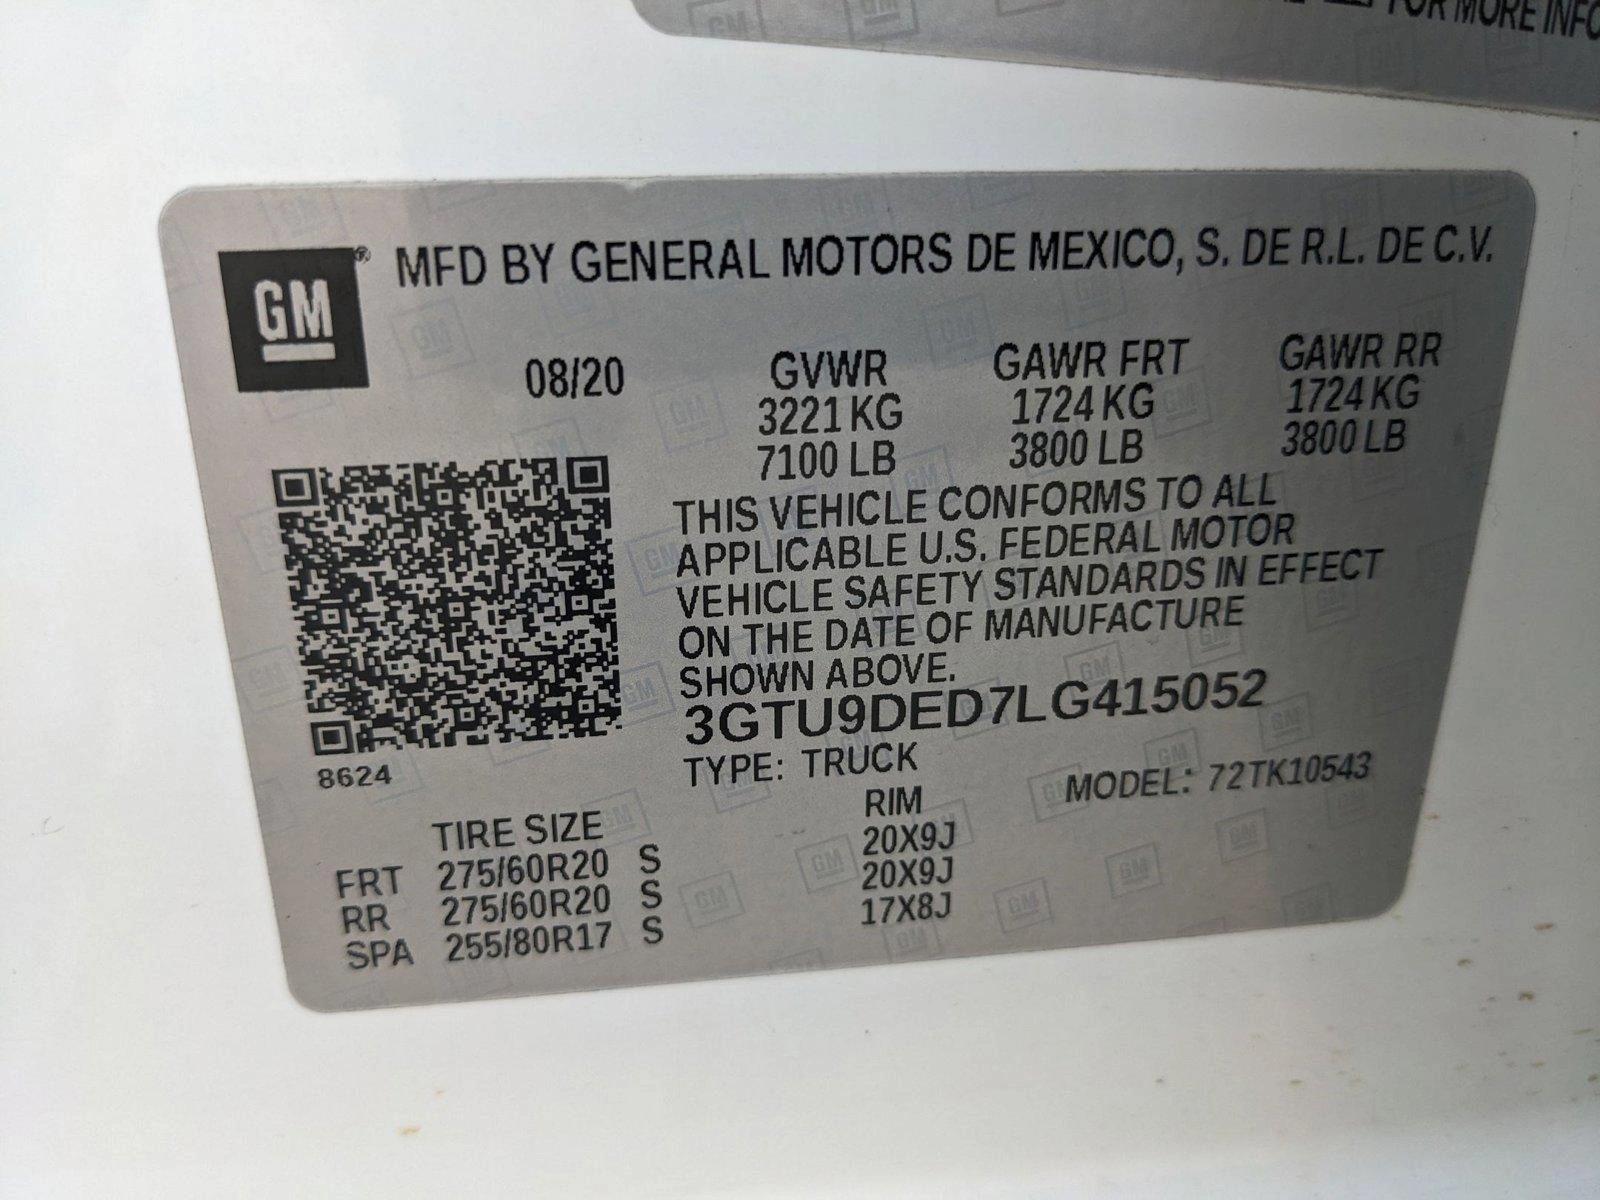 FOR MORE INFO
GM® MFD BY GENERAL MOTORS DE MEXICO, S. DE R.L. DE C.V.
08/20 GVWR GAWR FRT GAWR RR
3221 KG 1724 KG 1724 KG
7100 LB 3800 LB 3800 LB
THIS VEHICLE CONFORMS TO ALL
APPLICABLE U.S. FEDERAL MOTOR
VEHICLE SAFETY STANDARDS IN EFFECT
ON THE DATE OF MANUFACTURE
SHOWN ABOVE.
3GTU9DED7LG415052
8624 TYPE: TRUCK MODEL: 72TK10543
TIRE SIZE RIM
FRT 275/60R20 S 20X9J
RR 275/60R20 S 20X9J
SPA 255/80R17 S 17X8J